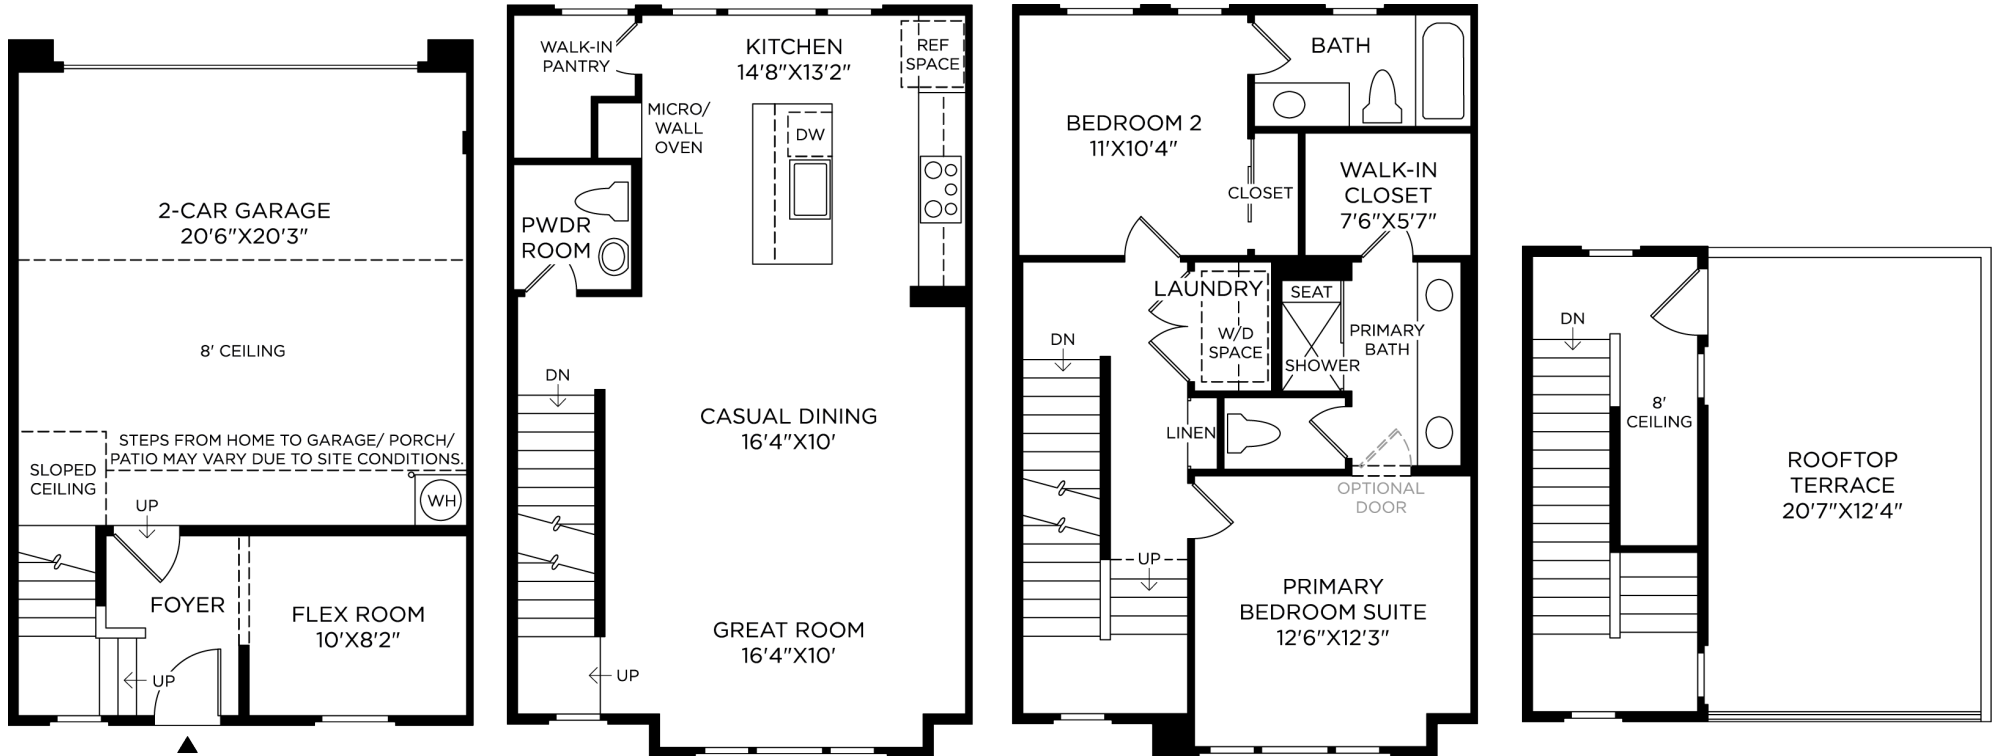 2-CAR GARAGE
20'6"X20'3"
8' CEILING
STEPS FROM HOME TO GARAGE/ PORCH/
PATIO MAY VARY DUE TO SITE CONDITIONS.
SLOPED
CEILING
UP
WH
FOYER
FLEX ROOM
10'X8'2"
UP
WALK-IN
PANTRY
KITCHEN
14'8"X13'2"
REF
SPACE
MICRO/
WALL
OVEN
DW
PWDR
ROOM
DN
CASUAL DINING
16'4"X10'
GREAT ROOM
16'4"X10'
UP
BATH
BEDROOM 2
11'X10'4"
CLOSET
WALK-IN
CLOSET
7'6"X5'7"
LAUNDRY
W/D
SPACE
SEAT
SHOWER
PRIMARY
BATH
DN
LINEN
OPTIONAL
DOOR
UP
PRIMARY
BEDROOM SUITE
12'6"X12'3"
DN
8'
CEILING
ROOFTOP
TERRACE
20'7"X12'4"